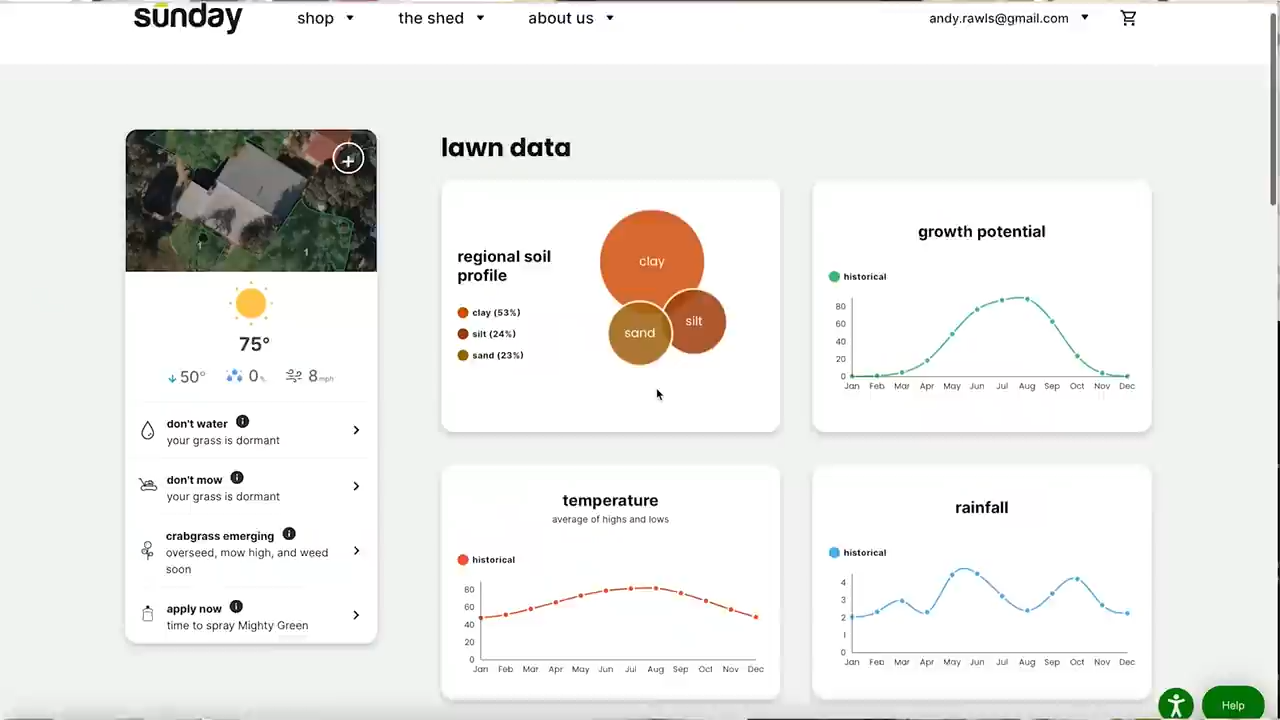 sunday
shop
the shed
about us
andy.rawls@gmail.com
1
1
75°
50°
0 %
8 mph
don't water
your grass is dormant
don't mow
your grass is dormant
crabgrass emerging
overseed, mow high, and weed
soon
apply now
time to spray Mighty Green
lawn data
regional soil
profile
clay (53%)
silt (24%)
sand (23%)
clay
silt
sand
growth potential
historical
80
60
40
20
0
Jan Feb Mar Apr May Jun Jul Aug Sep Oct Nov Dec
temperature
average of highs and lows
historical
80
60
40
20
0
Jan Feb Mar Apr May Jun Jul Aug Sep Oct Nov Dec
rainfall
historical
4
3
2
1
0
Jan Feb Mar Apr May Jun Jul Aug Sep Oct Nov Dec
Help